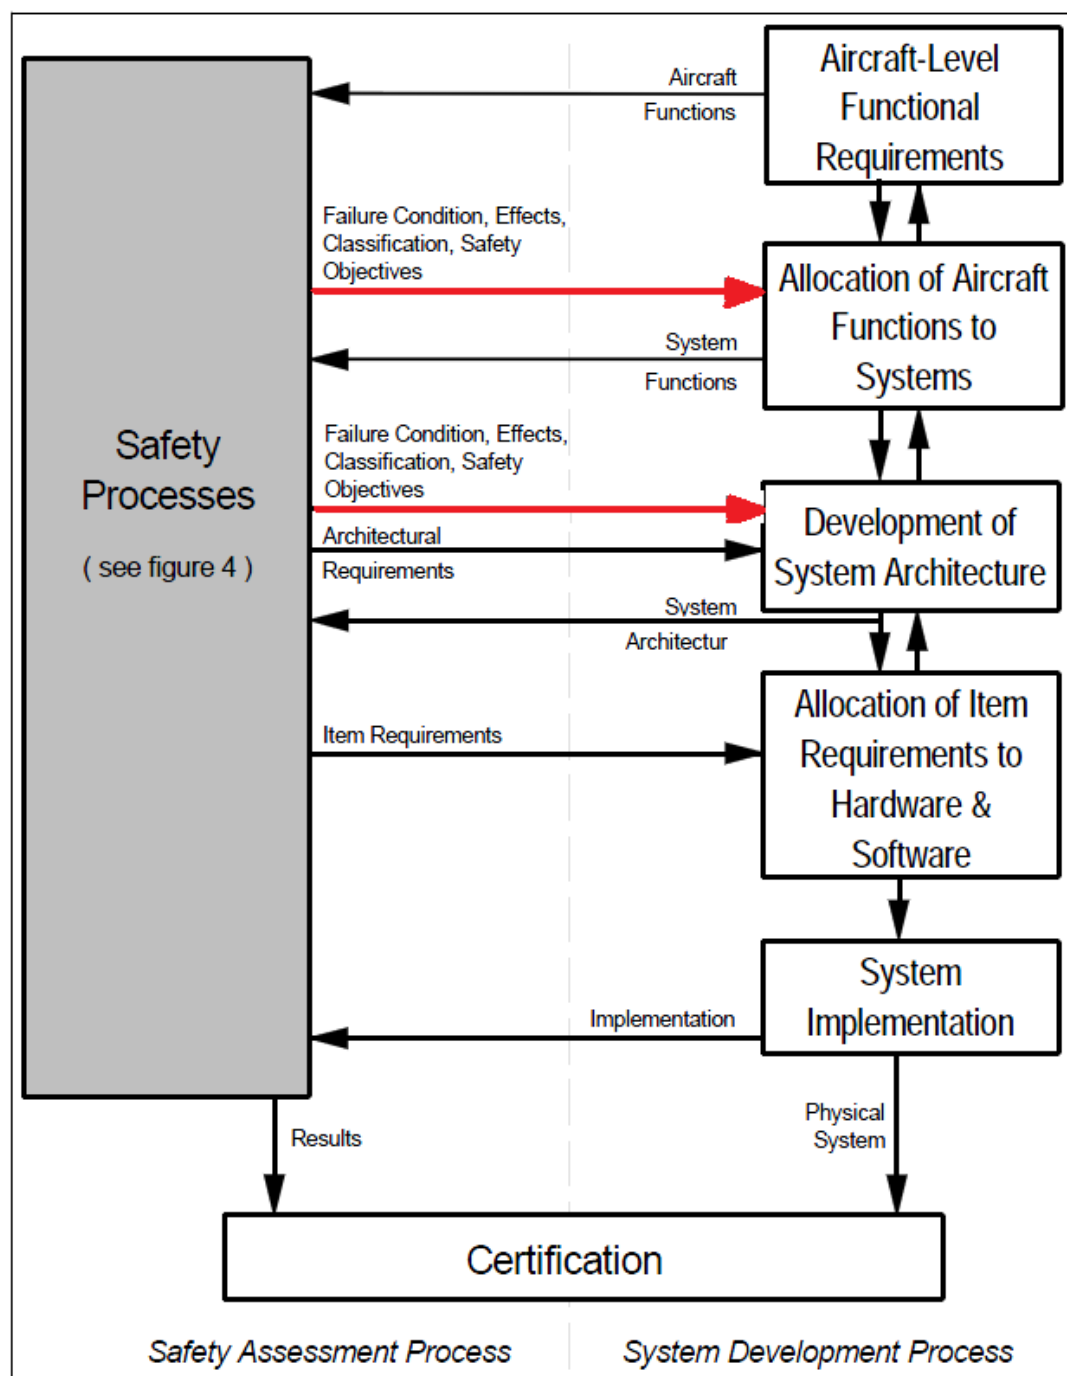 Aircraft-Level
Functional
Requirements
Aircraft
Functions
Failure Condition, Effects,
Classification, Safety
Objectives
Allocation of Aircraft
Functions to
Systems
System
Functions
Safety
Processes
( see figure 4 )
Failure Condition, Effects,
Classification, Safety
Objectives
Architectural
Requirements
Development of
System Architecture
System
Architectur
Item Requirements
Allocation of Item
Requirements to
Hardware &
Software
System
Implementation
Implementation
Results
Physical
System
Certification
Safety Assessment Process
System Development Process